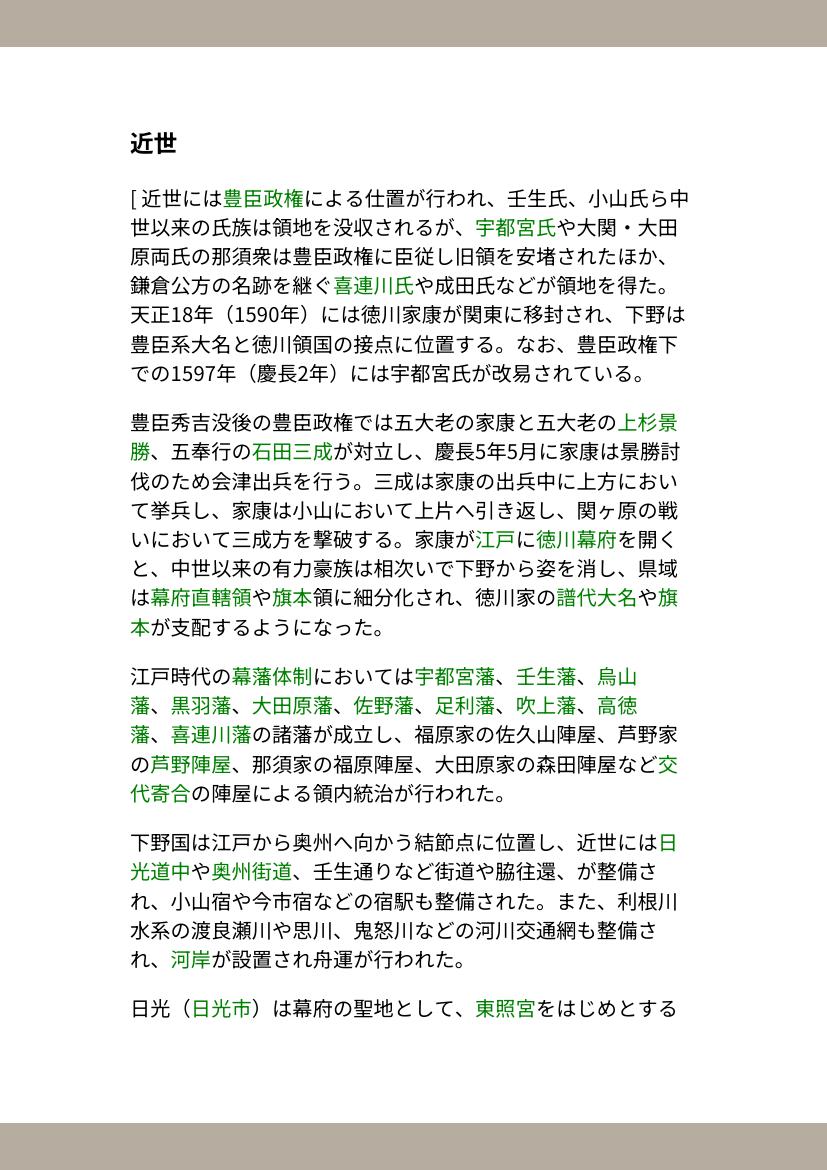 近世
[ 近世には豊臣政権による仕置が行われ、壬生氏、小山氏ら中
世以来の氏族は領地を没収されるが、宇都宮氏や大関・大田
原両氏の那須衆は豊臣政権に臣従し旧領を安堵されたほか、
鎌倉公方の名跡を継ぐ喜連川氏や成田氏などが領地を得た。
天正18年（1590年）には徳川家康が関東に移封され、下野は
豊臣系大名と徳川領国の接点に位置する。なお、豊臣政権下
での1597年（慶長2年）には宇都宮氏が改易されている。
豊臣秀吉没後の豊臣政権では五大老の家康と五大老の上杉景
勝、五奉行の石田三成が対立し、慶長5年5月に家康は景勝討
伐のため会津出兵を行う。三成は家康の出兵中に上方におい
て挙兵し、家康は小山において上片へ引き返し、関ヶ原の戦
いにおいて三成方を撃破する。家康が江戸に徳川幕府を開く
と、中世以来の有力豪族は相次いで下野から姿を消し、県域
は幕府直轄領や旗本領に細分化され、徳川家の譜代大名や旗
本が支配するようになった。
江戸時代の幕藩体制においては宇都宮藩、壬生藩、烏山
藩、黒羽藩、大田原藩、佐野藩、足利藩、吹上藩、高徳
藩、喜連川藩の諸藩が成立し、福原家の佐久山陣屋、芦野家
の芦野陣屋、那須家の福原陣屋、大田原家の森田陣屋など交
代寄合の陣屋による領内統治が行われた。
下野国は江戸から奥州へ向かう結節点に位置し、近世には日
光道中や奥州街道、壬生通りなど街道や脇往還、が整備さ
れ、小山宿や今市宿などの宿駅も整備された。また、利根川
水系の渡良瀬川や思川、鬼怒川などの河川交通網も整備さ
れ、河岸が設置され舟運が行われた。
日光（日光市）は幕府の聖地として、東照宮をはじめとする